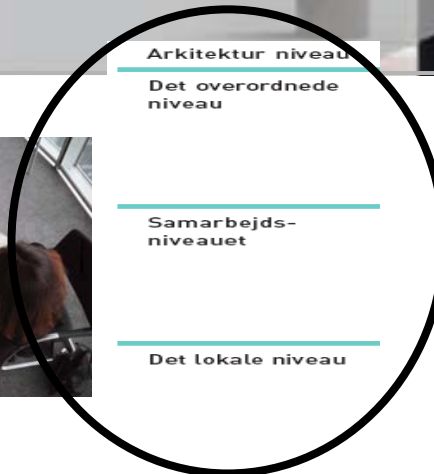 Arkitektur niveau
Det overordnede
niveau
Samarbejds-
niveauet
Det lokale niveau